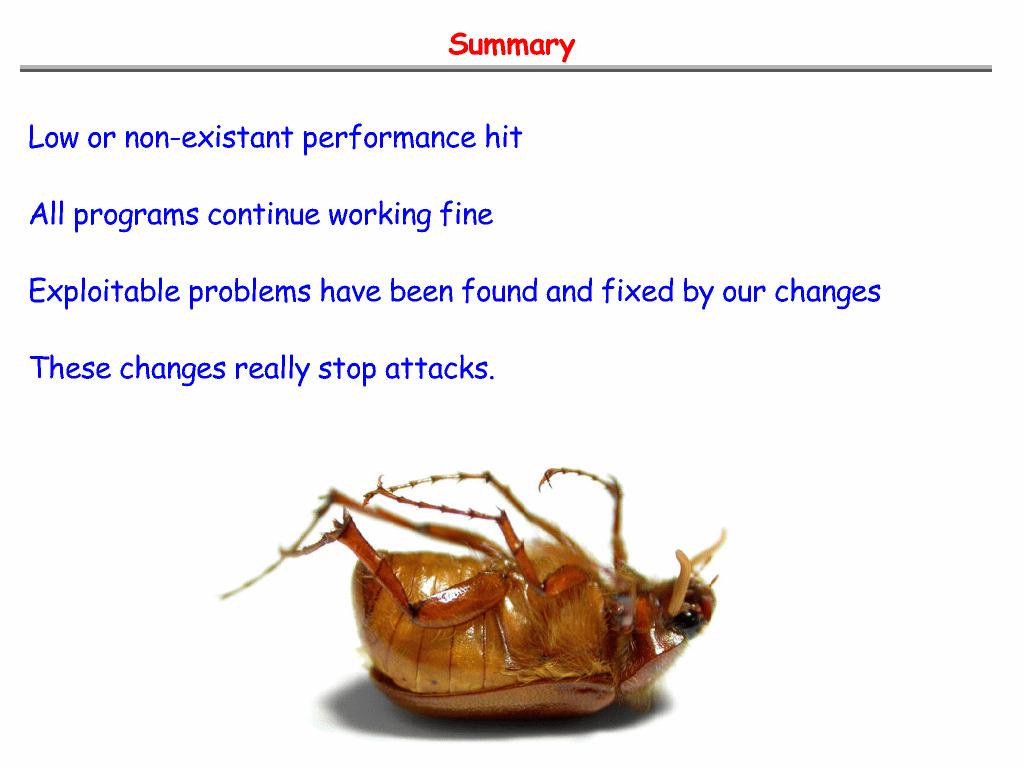 Summary
Low or non-existant performance hit
All programs continue working fine
Exploitable problems have been found and fixed by our changes
These changes really stop attacks.